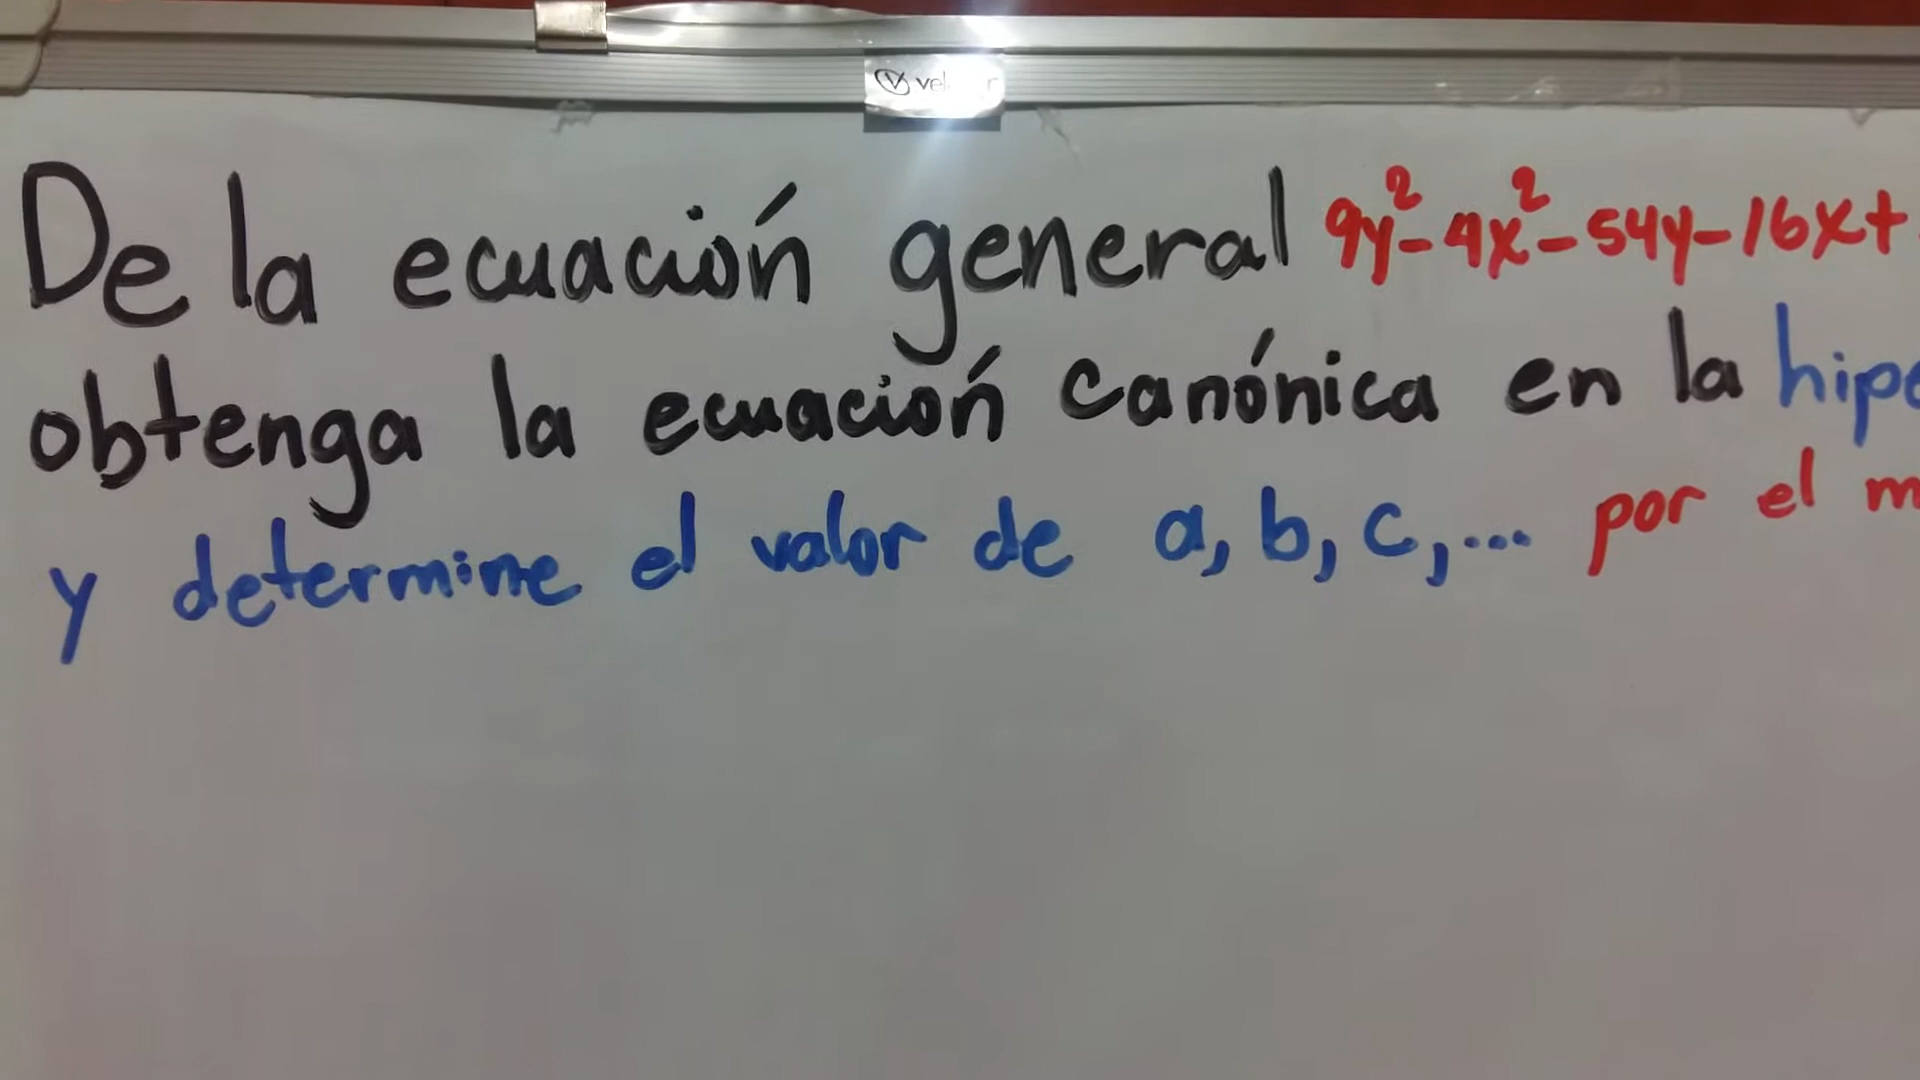 De la ecuación general 9y²-4x²-54y-16x+
obtenga la ecuación canónica en la hipe
y determine el valor de a, b, c,... por el m